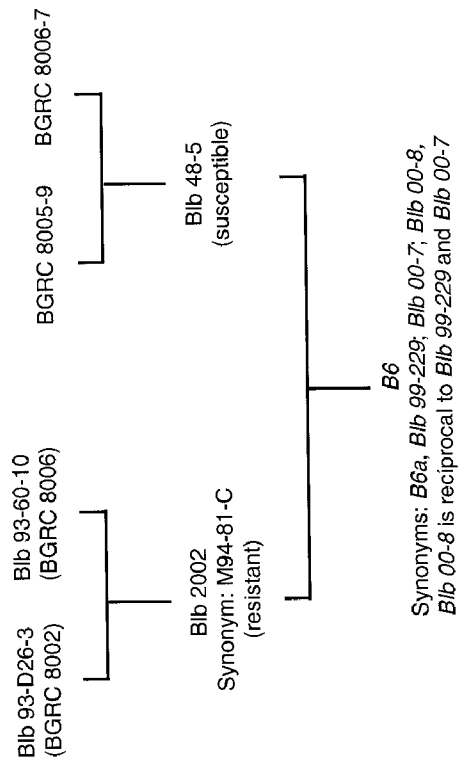 Blb 93-D26-3
(BGRC 8002)
Blb 93-60-10
(BGRC 8006)
BGRC 8005-9
BGRC 8006-7
Blb 2002
Synonym: M94-81-C
(resistant)
Blb 48-5
(susceptible)
B6
Synonyms: B6a, Blb 99-229; Blb 00-7; Blb 00-8,
Blb 00-8 is reciprocal to Blb 99-229 and Blb 00-7